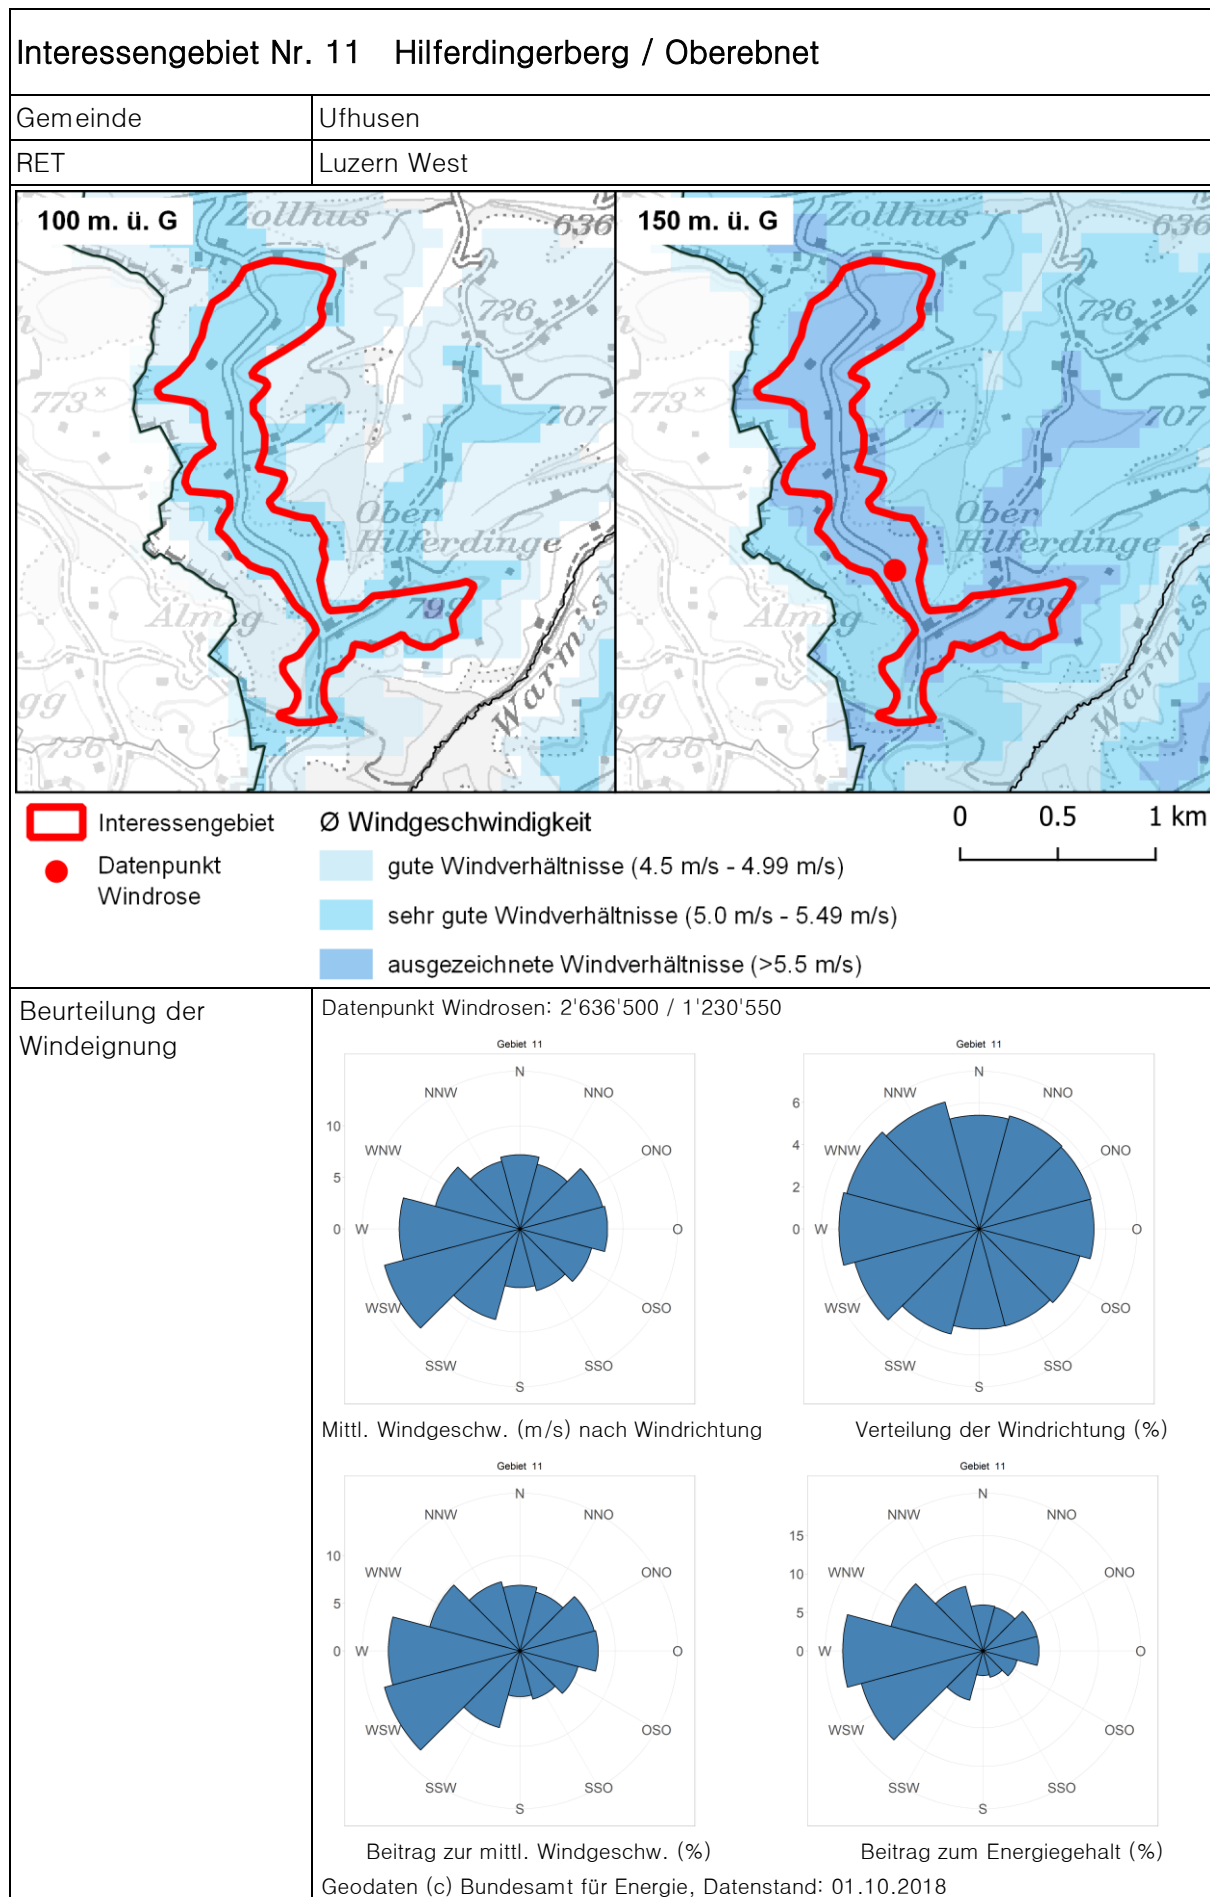 Interessengebiet Nr. 11 Hilferdingerberg / Oberebnet
Gemeinde Ufhusen
RET Luzern West
100 m. ü. G
Zollhus
636
726
773
707
Ober
Hilferdinge
799
Warmis
gg
736
150 m. ü. G
Zollhus
636
726
773
707
Ober
Hilferdinge
799
Warmis
gg
736
Interessengebiet
Datenpunkt
Windrose
Ø Windgeschwindigkeit
gute Windverhältnisse (4.5 m/s - 4.99 m/s)
sehr gute Windverhältnisse (5.0 m/s - 5.49 m/s)
ausgezeichnete Windverhältnisse (>5.5 m/s)
0 0.5 1 km
Beurteilung der
Windeignung
Datenpunkt Windrosen: 2'636'500 / 1'230'550
Gebiet 11
N
NNW NNO
10
WNW ONO
5
0 W O
WSW OSO
SSW SSO
S
Mittl. Windgeschw. (m/s) nach Windrichtung
Gebiet 11
N
NNW NNO
6
4
WNW ONO
2
0 W O
WSW OSO
SSW SSO
S
Verteilung der Windrichtung (%)
Gebiet 11
N
NNW NNO
10
WNW ONO
5
0 W O
WSW OSO
SSW SSO
S
Beitrag zur mittl. Windgeschw. (%)
Gebiet 11
N
NNW NNO
15
10
WNW ONO
5
0 W O
WSW OSO
SSW SSO
S
Beitrag zum Energiegehalt (%)
Geodaten (c) Bundesamt für Energie, Datenstand: 01.10.2018